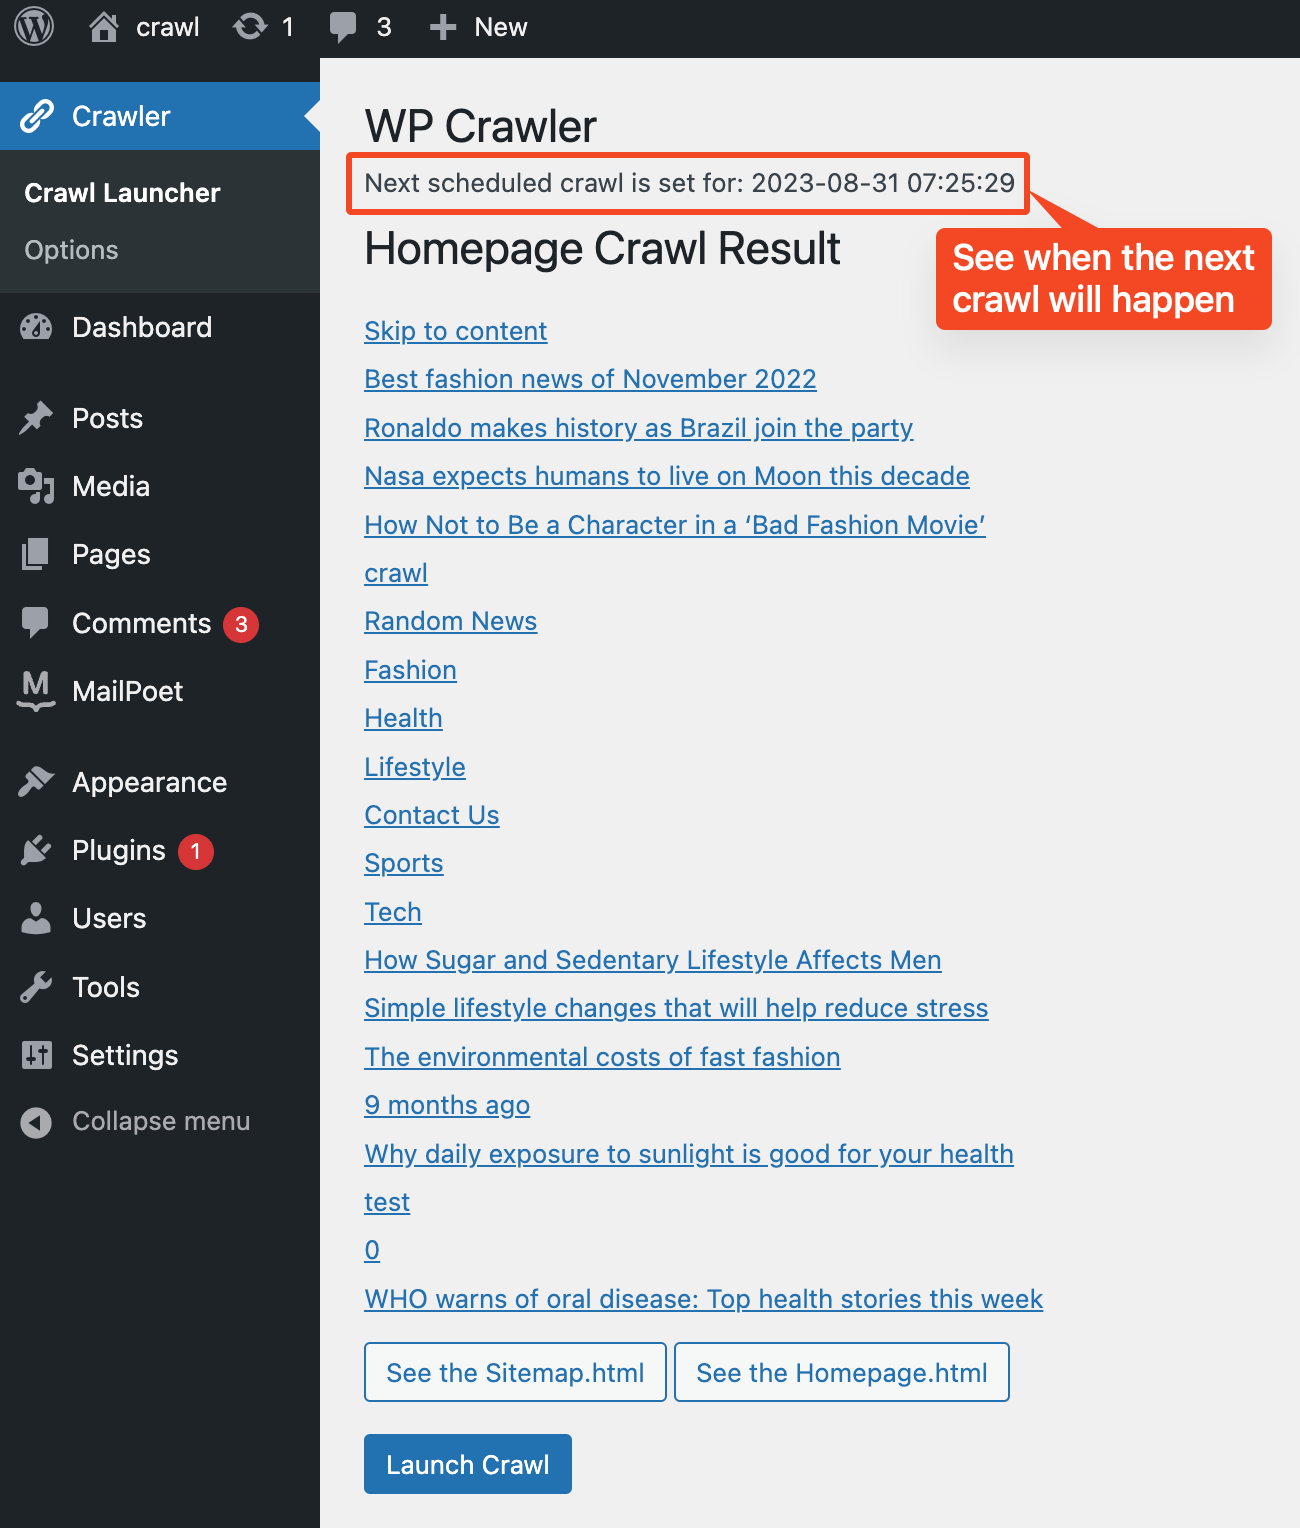 crawl
1
3
New
Crawler
Crawl Launcher
Options
Dashboard
Posts
Media
Pages
Comments 3
MailPoet
Appearance
Plugins 1
Users
Tools
Settings
Collapse menu
WP Crawler
Next scheduled crawl is set for: 2023-08-31 07:25:29
See when the next
crawl will happen
Homepage Crawl Result
Skip to content
Best fashion news of November 2022
Ronaldo makes history as Brazil join the party
Nasa expects humans to live on Moon this decade
How Not to Be a Character in a ‘Bad Fashion Movie’
crawl
Random News
Fashion
Health
Lifestyle
Contact Us
Sports
Tech
How Sugar and Sedentary Lifestyle Affects Men
Simple lifestyle changes that will help reduce stress
The environmental costs of fast fashion
9 months ago
Why daily exposure to sunlight is good for your health
test
0
WHO warns of oral disease: Top health stories this week
See the Sitemap.html
See the Homepage.html
Launch Crawl